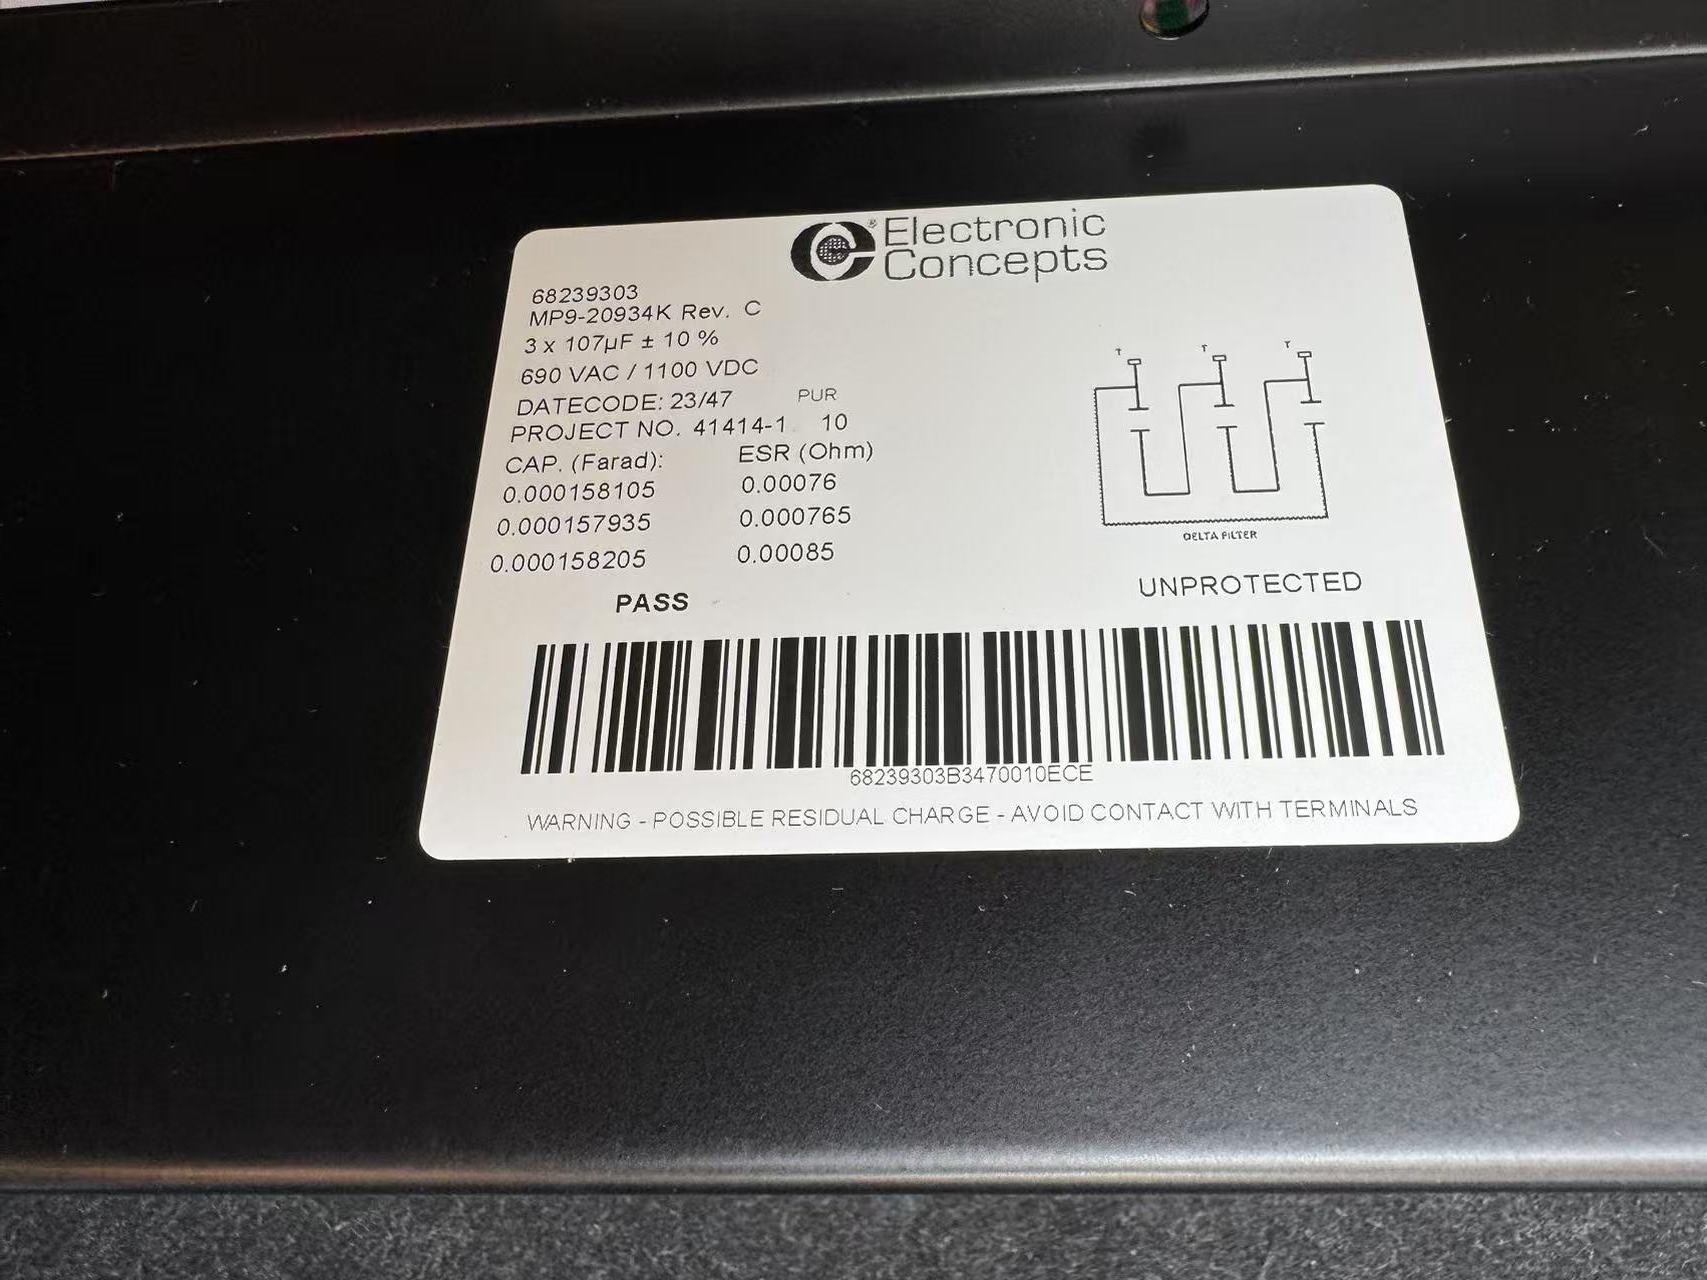 Electronic
Concepts
®
68239303
MP9-20934K Rev. C
3 x 107µF ± 10 %
690 VAC / 1100 VDC
DATECODE: 23/47 PUR
PROJECT NO. 41414-1 10
CAP. (Farad): ESR (Ohm)
0.000158105 0.00076
0.000157935 0.000765
0.000158205 0.00085
PASS
T T T
DELTA FILTER
UNPROTECTED
68239303B3470010ECE
WARNING - POSSIBLE RESIDUAL CHARGE - AVOID CONTACT WITH TERMINALS